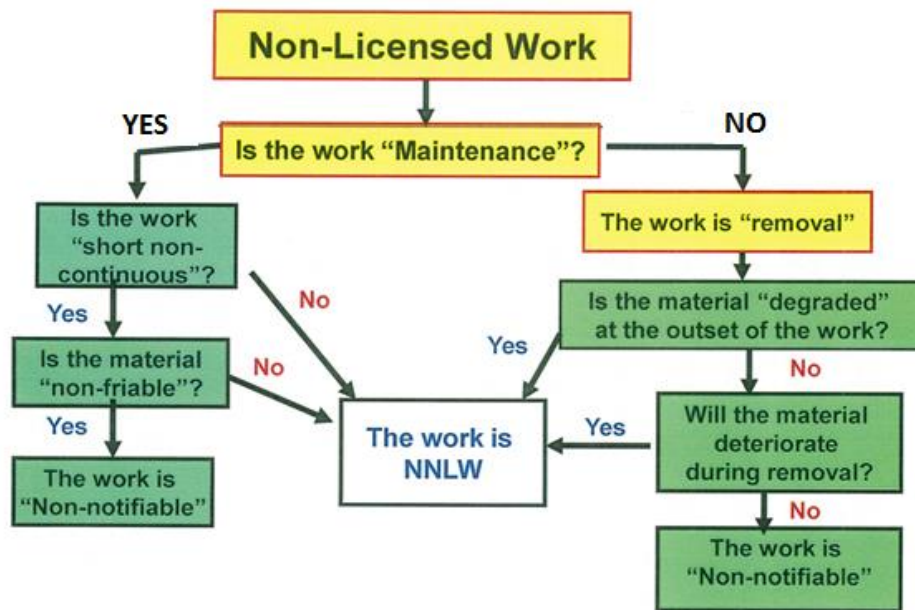 Non-Licensed Work
YES
NO
Is the work “Maintenance”?
Is the work
“short non-
continuous”?
The work is “removal”
No
Is the material “degraded”
at the outset of the work?
Yes
Yes
Is the material
“non-friable”?
No
No
The work is
NNLW
Yes
Will the material
deteriorate
during removal?
Yes
The work is
“Non-notifiable”
No
The work is
“Non-notifiable”